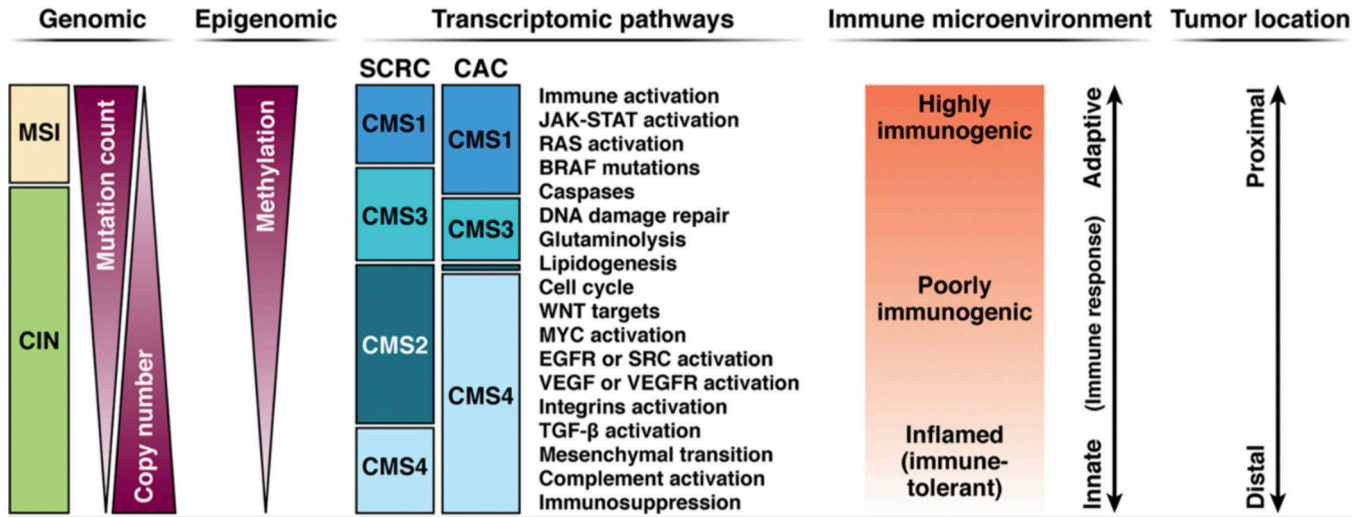 Genomic
Epigenomic
Transcriptomic pathways
Immune microenvironment
Tumor location
MSI
CIN
Mutation count
Copy number
Methylation
SCRC
CAC
CMS1
CMS3
CMS2
CMS4
CMS1
CMS3
CMS4
Immune activation
JAK-STAT activation
RAS activation
BRAF mutations
Caspases
DNA damage repair
Glutaminolysis
Lipidogenesis
Cell cycle
WNT targets
MYC activation
EGFR or SRC activation
VEGF or VEGFR activation
Integrins activation
TGF-β activation
Mesenchymal transition
Complement activation
Immunosuppression
Highly
immunogenic
Poorly
immunogenic
Inflamed
(immune-
tolerant)
Innate (Immune response) Adaptive
Proximal
Distal